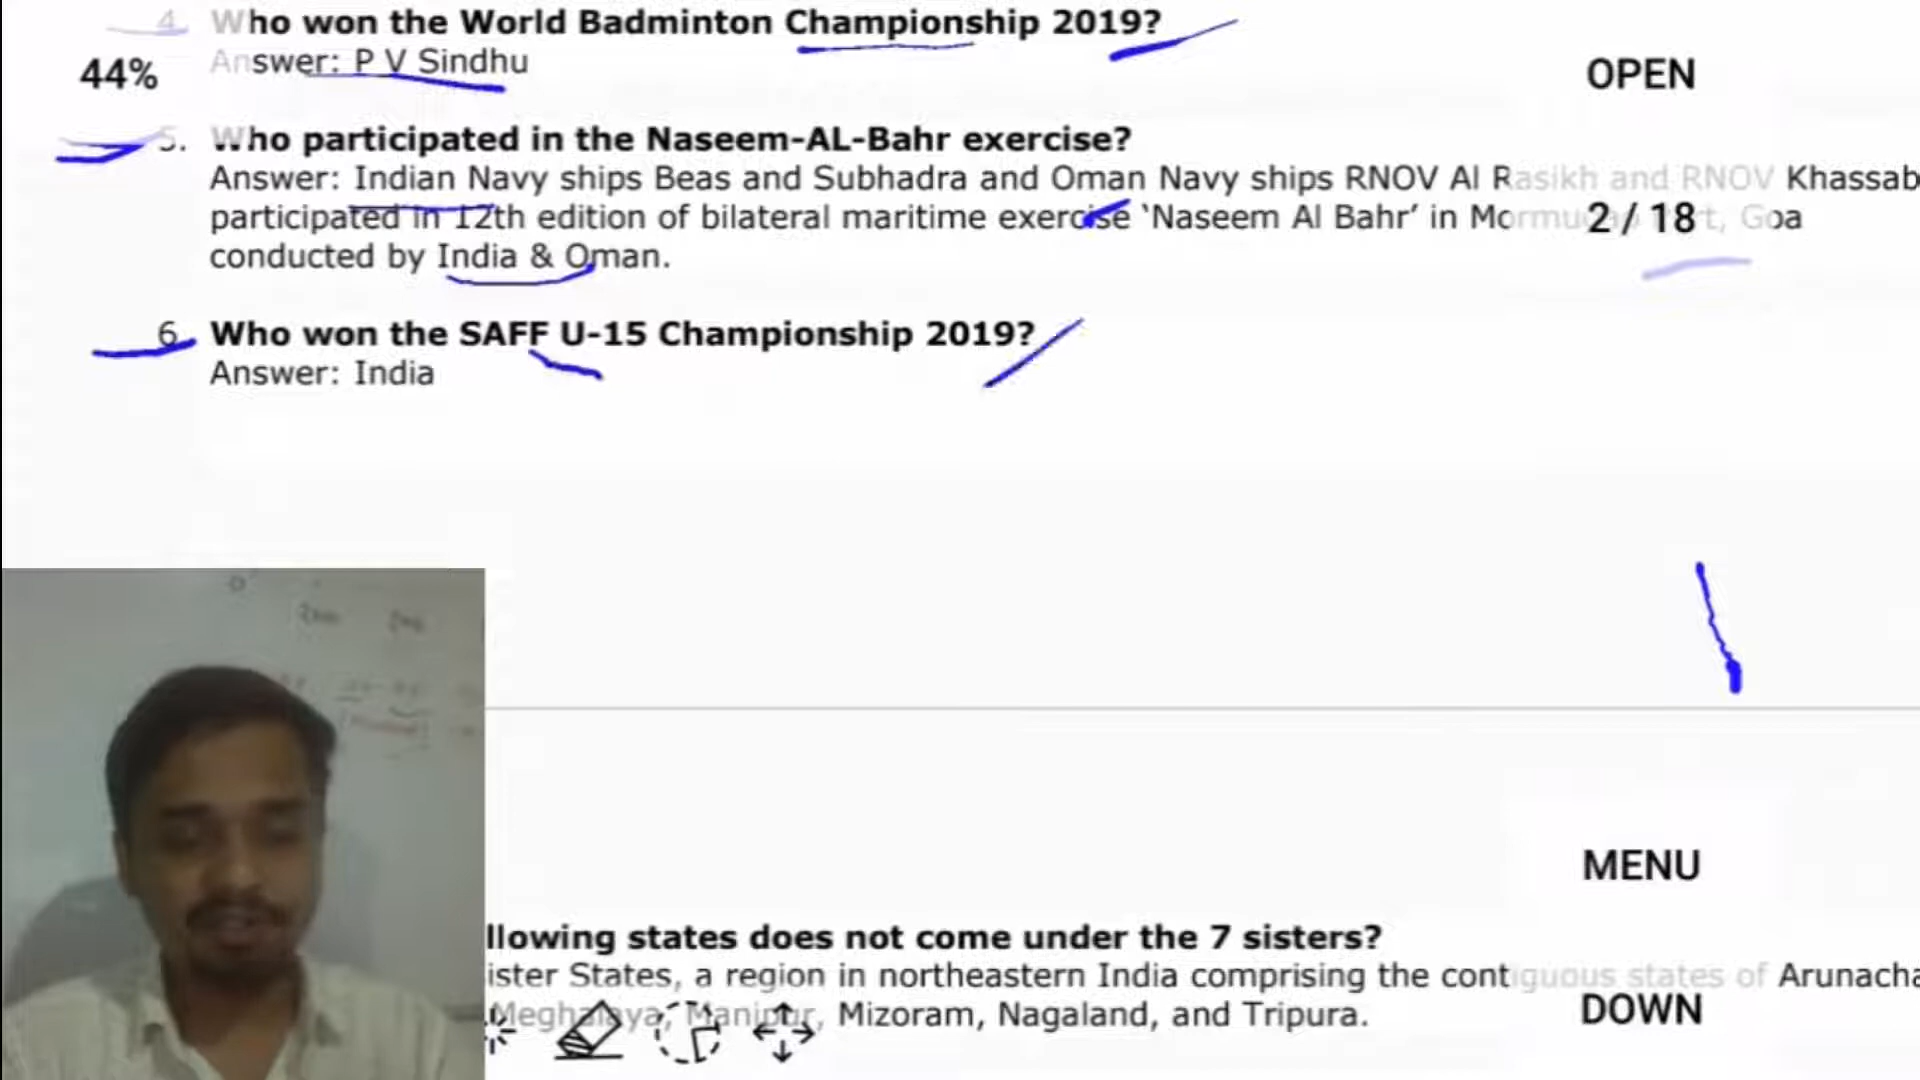 4. Who won the World Badminton Championship 2019?
Answer: P V Sindhu
44%
OPEN
5. Who participated in the Naseem-AL-Bahr exercise?
Answer: Indian Navy ships Beas and Subhadra and Oman Navy ships RNOV Al Rasikh and RNOV Khassab
participated in 12th edition of bilateral maritime exercise ‘Naseem Al Bahr’ in Mormugao Port, Goa
2 / 18
conducted by India & Oman.
6. Who won the SAFF U-15 Championship 2019?
Answer: India
MENU
llowing states does not come under the 7 sisters?
ister States, a region in northeastern India comprising the contiguous states of Arunacha
Meghalaya, Manipur, Mizoram, Nagaland, and Tripura.
DOWN